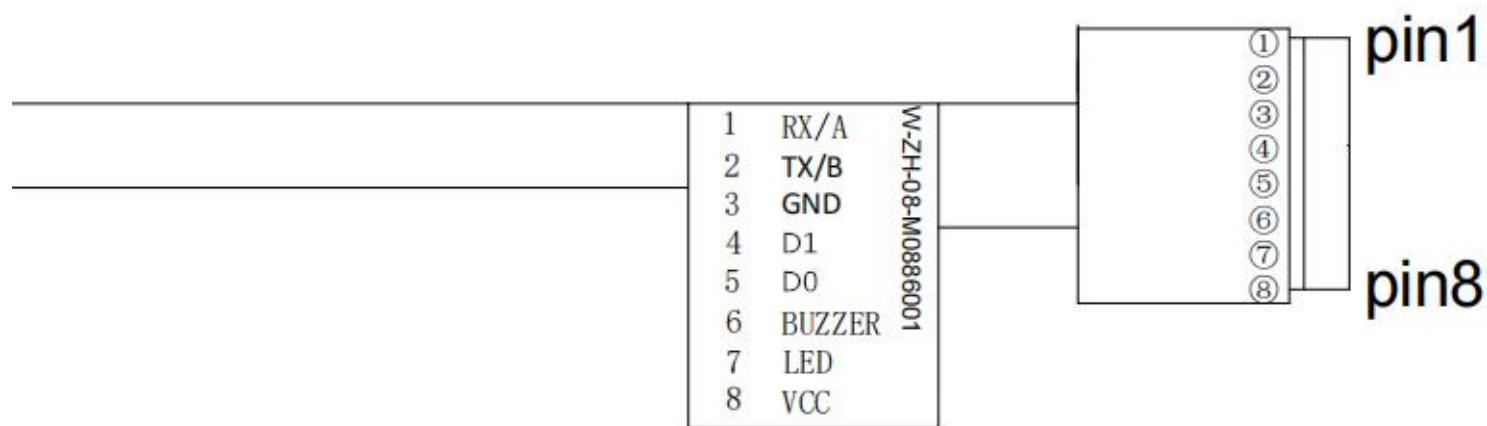 1 RX/A
2 TX/B
3 GND
4 D1
5 D0
6 BUZZER
7 LED
8 VCC
W-ZH-08-M0886001
①
②
③
④
⑤
⑥
⑦
⑧
pin1
pin8